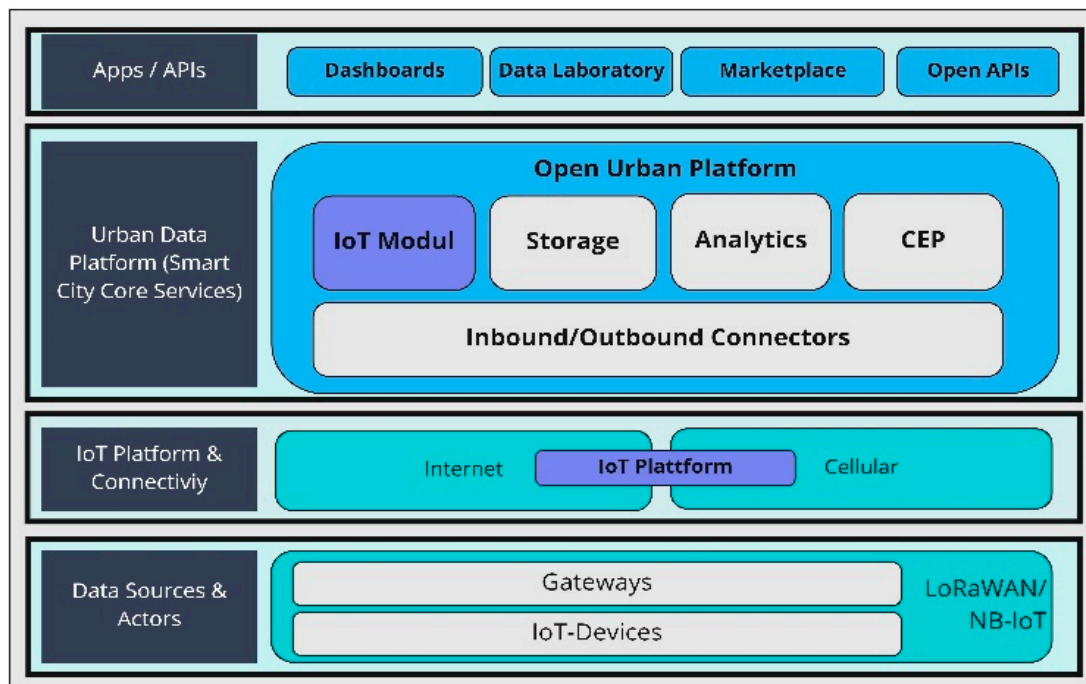 Apps / APIs
Dashboards
Data Laboratory
Marketplace
Open APIs
Urban Data
Platform (Smart
City Core Services)
Open Urban Platform
IoT Modul
Storage
Analytics
CEP
Inbound/Outbound Connectors
IoT Platform &
Connectiviy
Internet
IoT Plattform
Cellular
Data Sources &
Actors
Gateways
IoT-Devices
LoRaWAN/
NB-IoT